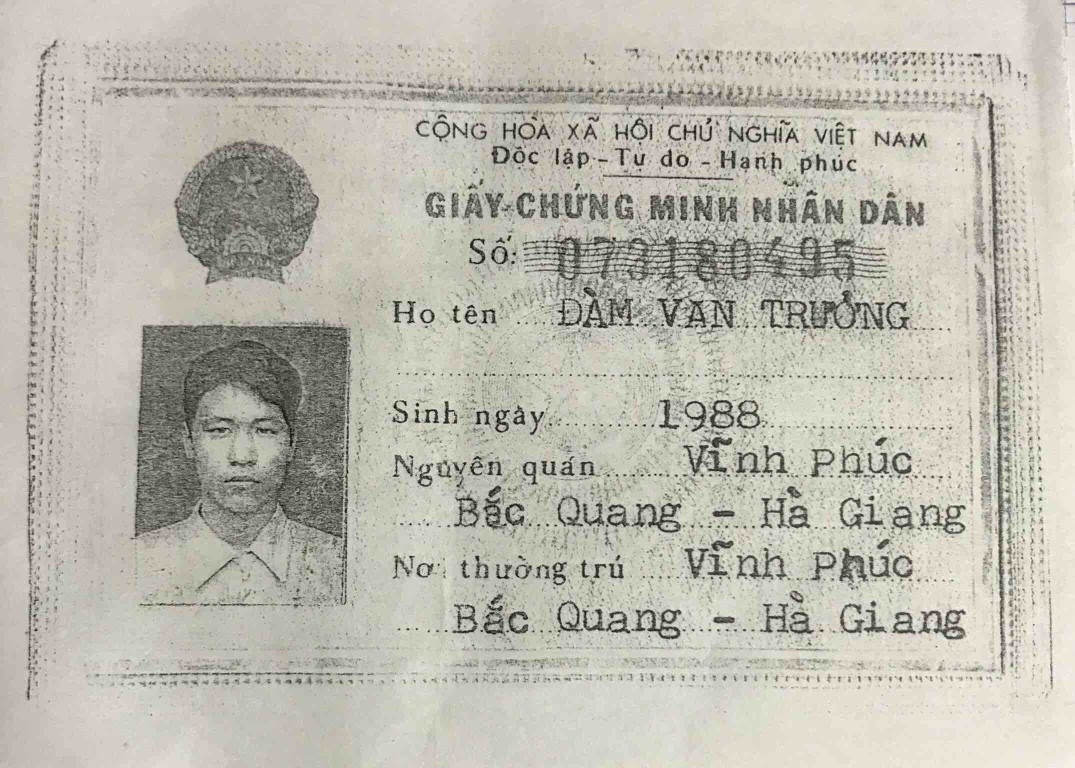 CỘNG HÒA XÃ HỘI CHỦ NGHĨA VIỆT NAM
Độc lập - Tự do - Hạnh phúc
GIẤY CHỨNG MINH NHÂN DÂN
Số: 073180495
Họ tên ĐÀM VAN TRƯỞNG
Sinh ngày 1988
Nguyên quán Vĩnh Phúc
Bắc Quang - Hà Giang
Nơi thường trú Vĩnh Phúc
Bắc Quang - Hà Giang